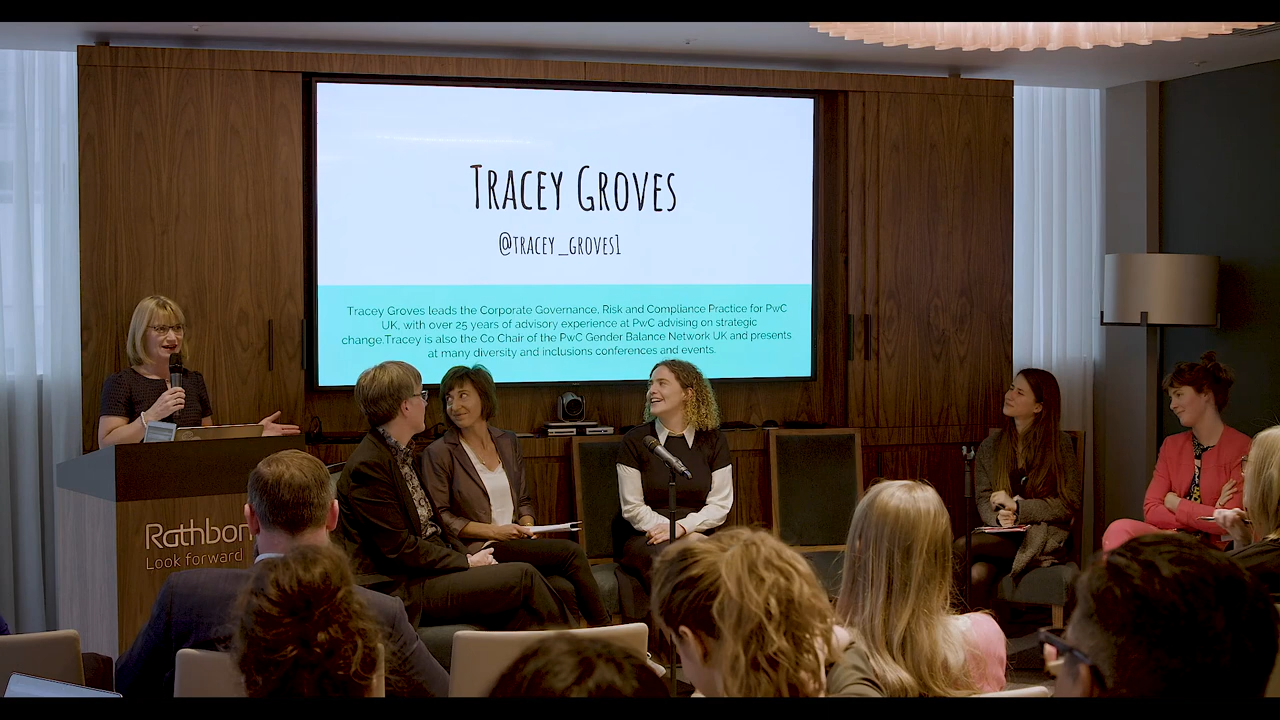 TRACEY GROVES
@TRACEY_GROVES1
Tracey Groves leads the Corporate Governance, Risk and Compliance Practice for PwC
UK, with over 25 years of advisory experience at PwC advising on strategic
change.Tracey is also the Co Chair of the PwC Gender Balance Network UK and presents
at many diversity and inclusions conferences and events.
Rathbon
Look forward